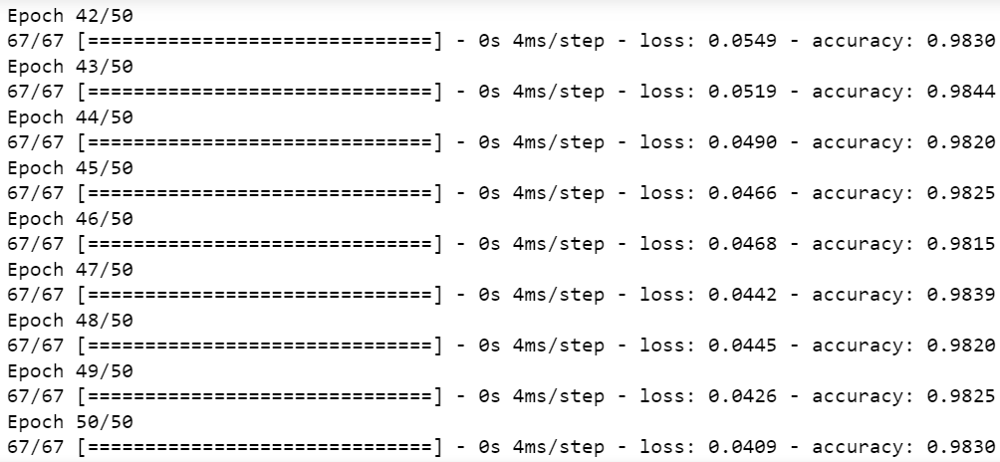 Epoch 42/50
67/67 [==============================] - 0s 4ms/step - loss: 0.0549 - accuracy: 0.9830
Epoch 43/50
67/67 [==============================] - 0s 4ms/step - loss: 0.0519 - accuracy: 0.9844
Epoch 44/50
67/67 [==============================] - 0s 4ms/step - loss: 0.0490 - accuracy: 0.9820
Epoch 45/50
67/67 [==============================] - 0s 4ms/step - loss: 0.0466 - accuracy: 0.9825
Epoch 46/50
67/67 [==============================] - 0s 4ms/step - loss: 0.0468 - accuracy: 0.9815
Epoch 47/50
67/67 [==============================] - 0s 4ms/step - loss: 0.0442 - accuracy: 0.9839
Epoch 48/50
67/67 [==============================] - 0s 4ms/step - loss: 0.0445 - accuracy: 0.9820
Epoch 49/50
67/67 [==============================] - 0s 4ms/step - loss: 0.0426 - accuracy: 0.9825
Epoch 50/50
67/67 [==============================] - 0s 4ms/step - loss: 0.0409 - accuracy: 0.9830